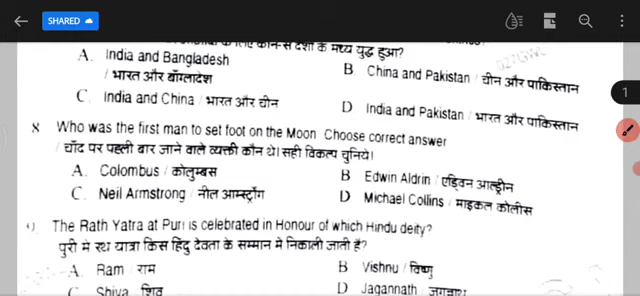 SHARED
के लिए कौन-से देशों के मध्य युद्ध हुआ?
A. India and Bangladesh
/ भारत और बाँग्लादेश
B. China and Pakistan / चीन और पाकिस्तान
C. India and China / भारत और चीन
D India and Pakistan / भारत और पाकिस्तान
1
8 Who was the first man to set foot on the Moon Choose correct answer
/ चाँद पर पहली बार जाने वाले व्यक्ती कौन थे। सही विकल्प चुनिये।
A. Colombus / कोलुम्बस
B Edwin Aldrin / एड्विन आल्ड्रीन
C. Neil Armstrong / नील आर्म्स्ट्रोंग
D Michael Collins / माइकल कोलीस
9 The Rath Yatra at Puri is celebrated in Honour of which Hindu deity?
पुरी में रथ यात्रा किस हिंदु देवता के सम्मान मे निकाली जाती हैं?
A. Ram / राम
B Vishnu / विष्णु
C Shiva शिव
D Jagannath जगन्नाथ